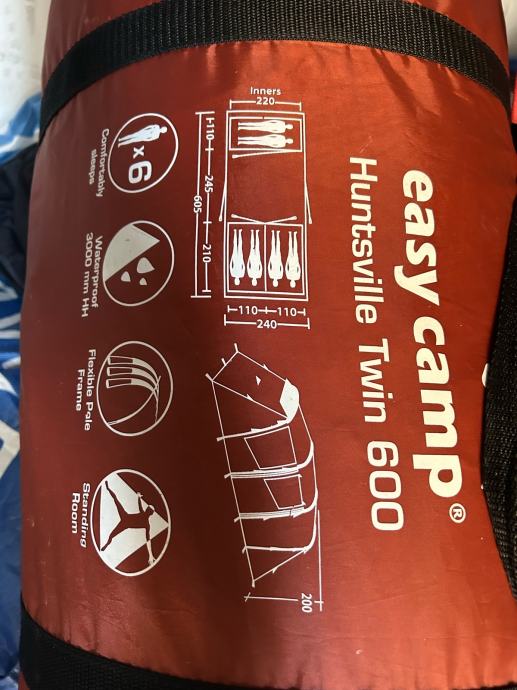 easy camp®
Huntsville Twin 600
Inners
220
110
245
210
605
110
110
240
200
x 6
Comfortably
sleeps
Waterproof
3000 mm HH
Flexible Pole
Frame
Standing
Room